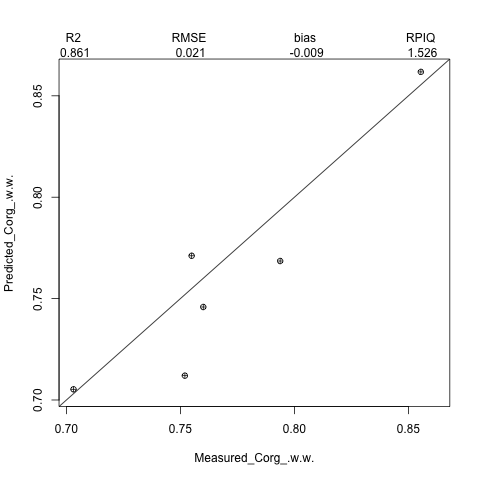 R2 RMSE bias RPIQ
0.861 0.021 -0.009 1.526
Predicted_Corg_.w.w.
0.85
0.80
0.75
0.70
0.70 0.75 0.80 0.85
Measured_Corg_.w.w.